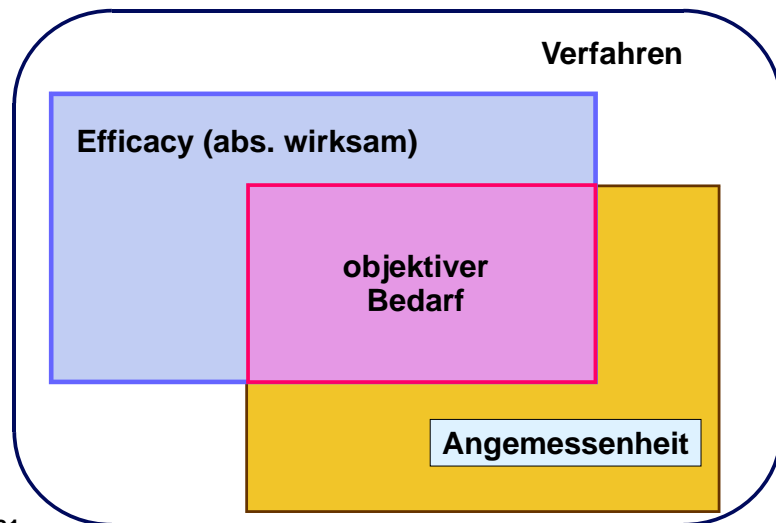 Verfahren
Efficacy (abs. wirksam)
objektiver
Bedarf
Angemessenheit